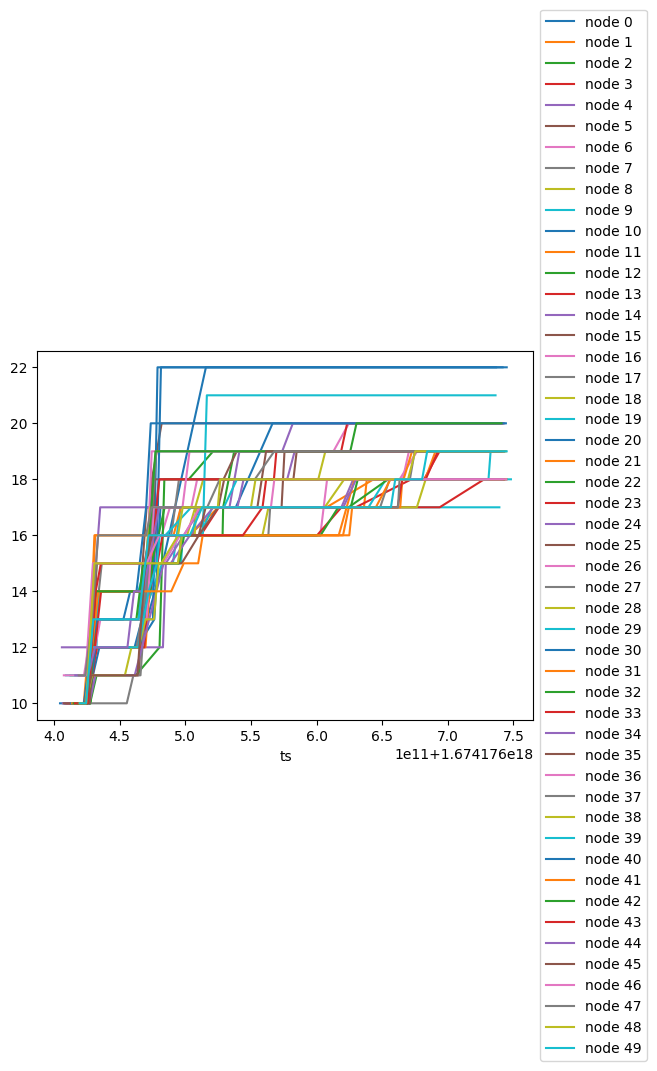 22
20
18
16
14
12
10
4.0 4.5 5.0 5.5 6.0 6.5 7.0 7.5
ts
1e11+1.674176e18
node 0
node 1
node 2
node 3
node 4
node 5
node 6
node 7
node 8
node 9
node 10
node 11
node 12
node 13
node 14
node 15
node 16
node 17
node 18
node 19
node 20
node 21
node 22
node 23
node 24
node 25
node 26
node 27
node 28
node 29
node 30
node 31
node 32
node 33
node 34
node 35
node 36
node 37
node 38
node 39
node 40
node 41
node 42
node 43
node 44
node 45
node 46
node 47
node 48
node 49